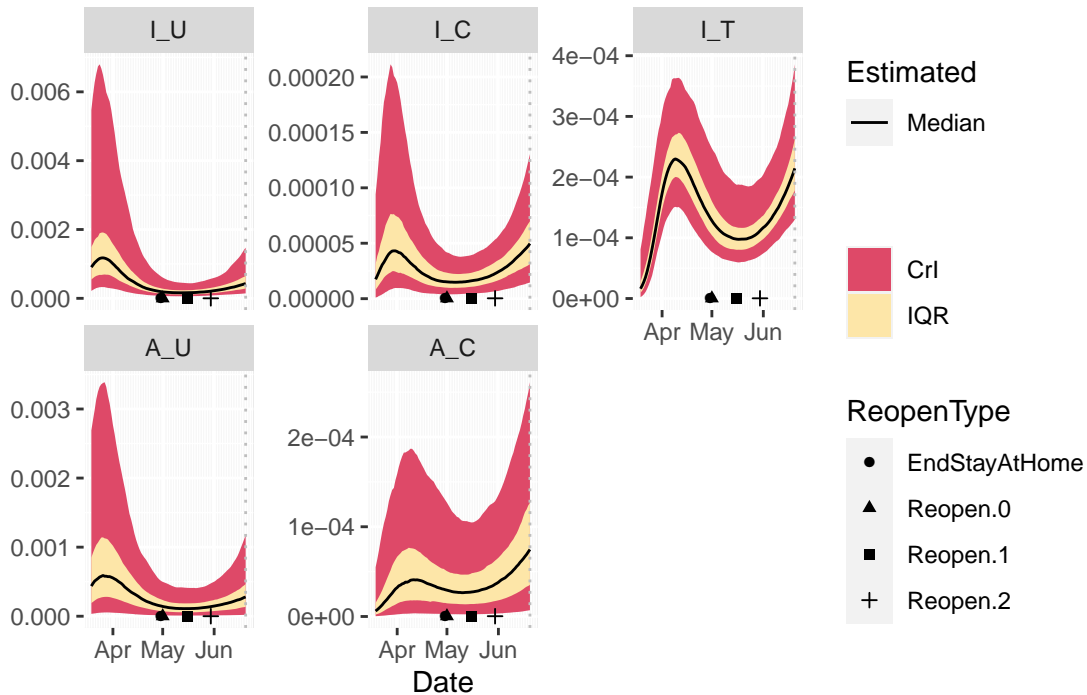 I_U
I_C
I_T
0.006
0.004
0.002
0.000
0.00020
0.00015
0.00010
0.00005
0.00000
4e−04
3e−04
2e−04
1e−04
0e+00
Apr May Jun
A_U
A_C
0.003
0.002
0.001
0.000
2e−04
1e−04
0e+00
Apr May Jun
Apr May Jun
Date
Estimated
Median
CrI
IQR
ReopenType
EndStayAtHome
Reopen.0
Reopen.1
Reopen.2